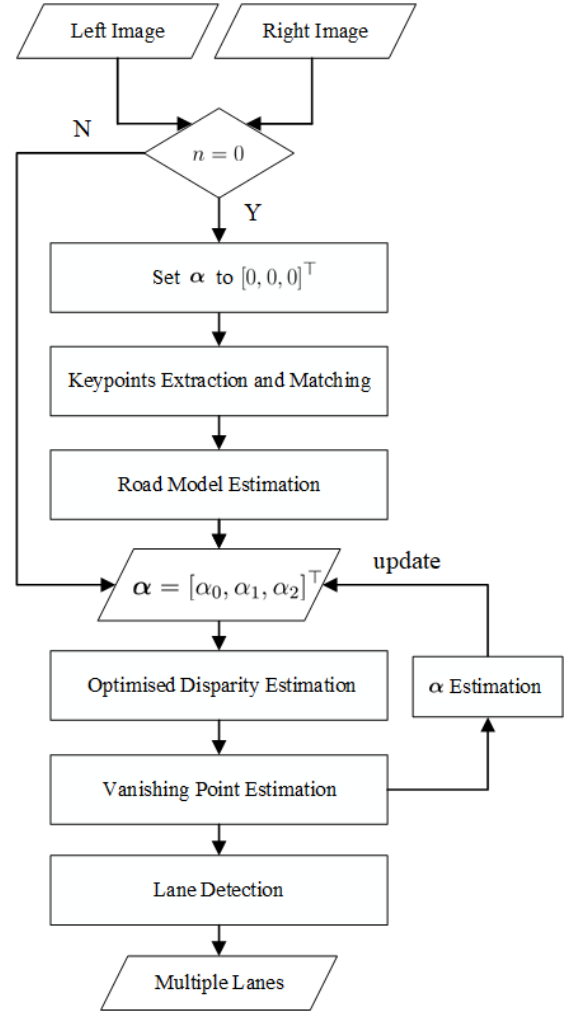 Left Image
Right Image
N
n = 0
Y
Set α to [0, 0, 0]⊤
Keypoints Extraction and Matching
Road Model Estimation
update
α = [α₀, α₁, α₂]⊤
Optimised Disparity Estimation
α Estimation
Vanishing Point Estimation
Lane Detection
Multiple Lanes